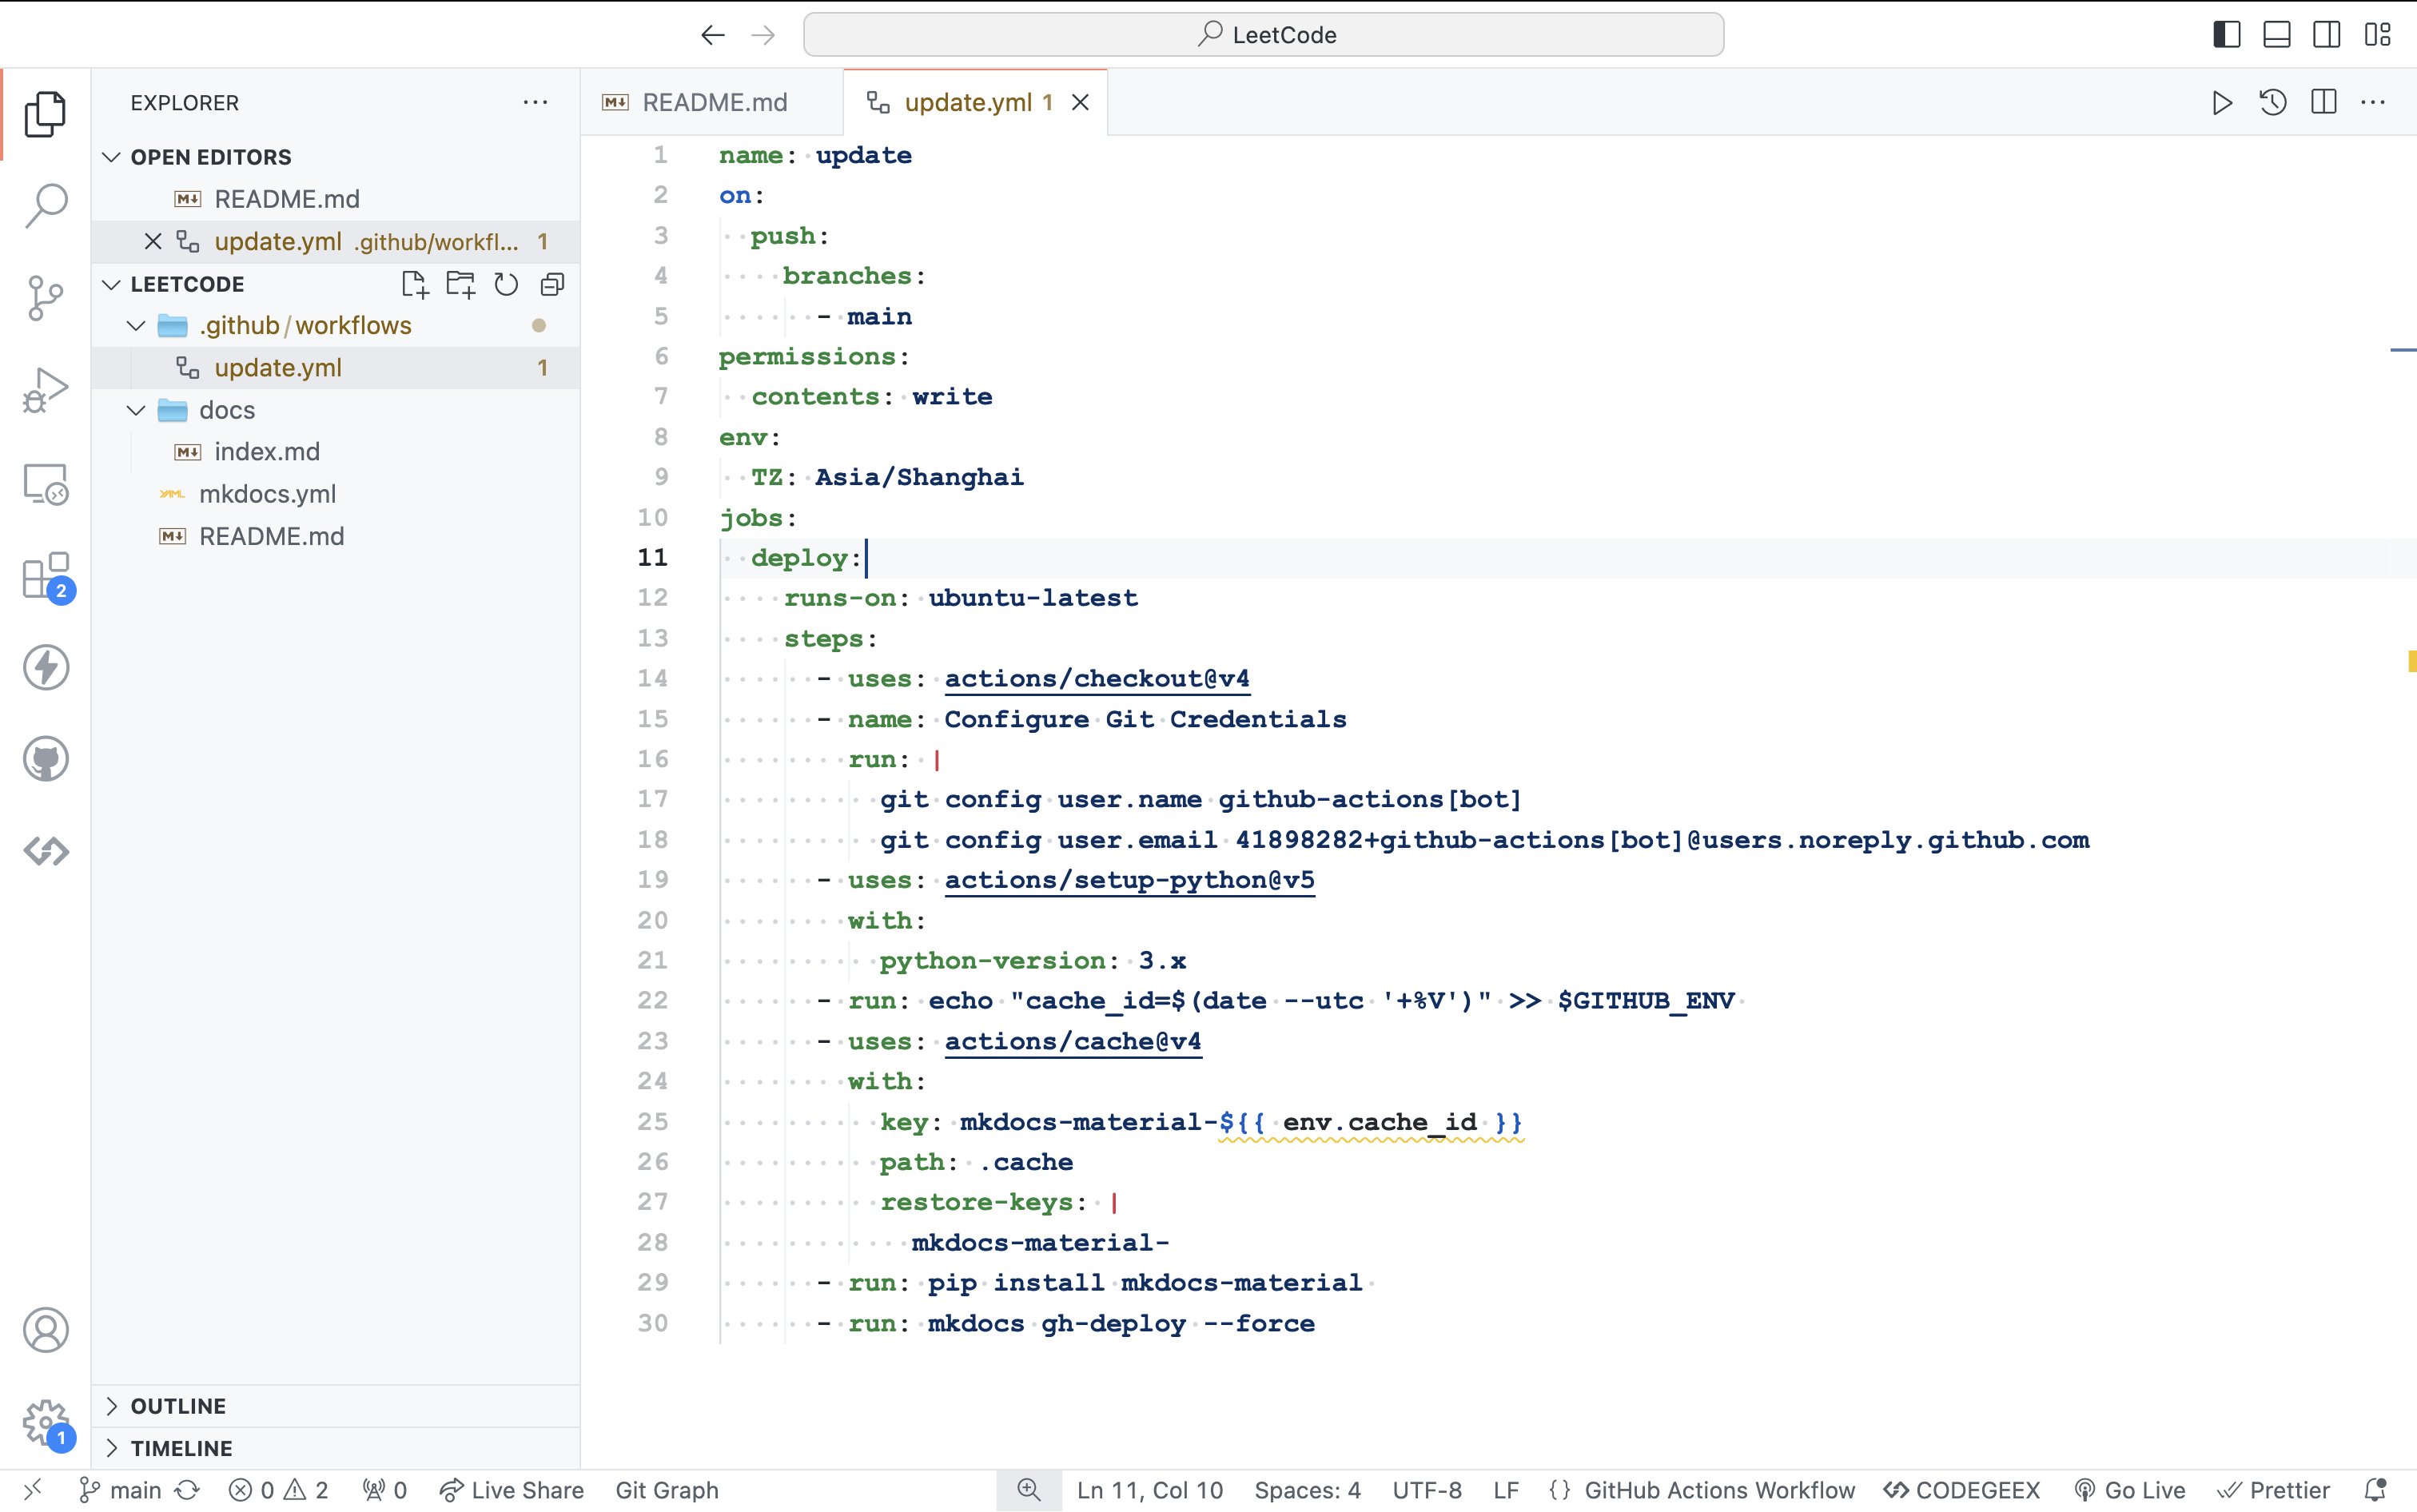 LeetCode
EXPLORER
OPEN EDITORS
README.md
update.yml .github/workfl... 1
LEETCODE
.github/workflows
update.yml 1
docs
index.md
mkdocs.yml
README.md
OUTLINE
TIMELINE
2
1
README.md
update.yml 1
1 name: update
2 on:
3   push:
4     branches:
5       - main
6 permissions:
7   contents: write
8 env:
9   TZ: Asia/Shanghai
10 jobs:
11   deploy:
12     runs-on: ubuntu-latest
13     steps:
14       - uses: actions/checkout@v4
15       - name: Configure Git Credentials
16         run: |
17           git config user.name github-actions[bot]
18           git config user.email 41898282+github-actions[bot]@users.noreply.github.com
19       - uses: actions/setup-python@v5
20         with:
21           python-version: 3.x
22       - run: echo "cache_id=$(date --utc '+%V')" >> $GITHUB_ENV
23       - uses: actions/cache@v4
24         with:
25           key: mkdocs-material-${{ env.cache_id }}
26           path: .cache
27           restore-keys: |
28             mkdocs-material-
29       - run: pip install mkdocs-material
30       - run: mkdocs gh-deploy --force
main 0 2 0 Live Share Git Graph Ln 11, Col 10 Spaces: 4 UTF-8 LF {} GitHub Actions Workflow CODEGEEX Go Live Prettier